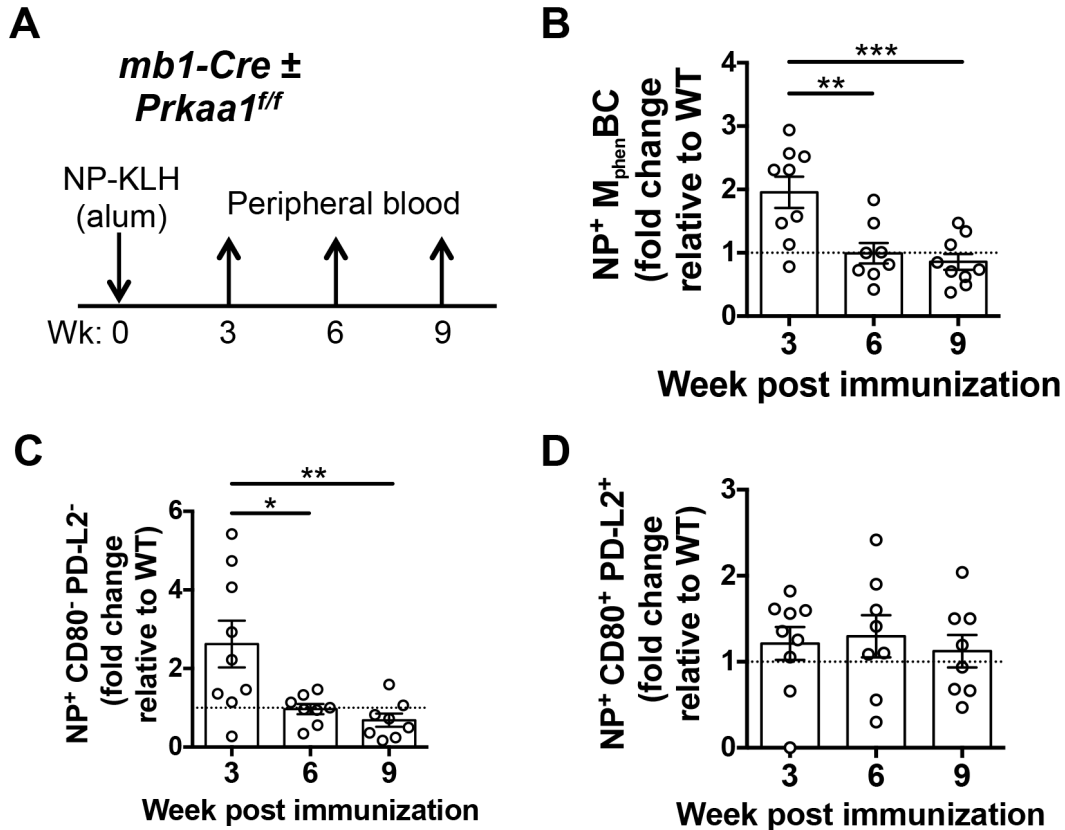 A
mb1-Cre ±
Prkaa1f/f
NP-KLH
(alum)
Peripheral blood
Wk: 0 3 6 9
B
NP+ MphenBC
(fold change
relative to WT)
4
3
2
1
0
***
**
3 6 9
Week post immunization
C
NP+ CD80- PD-L2-
(fold change
relative to WT)
6
4
2
0
**
*
3 6 9
Week post immunization
D
NP+ CD80+ PD-L2+
(fold change
relative to WT)
3
2
1
0
3 6 9
Week post immunization